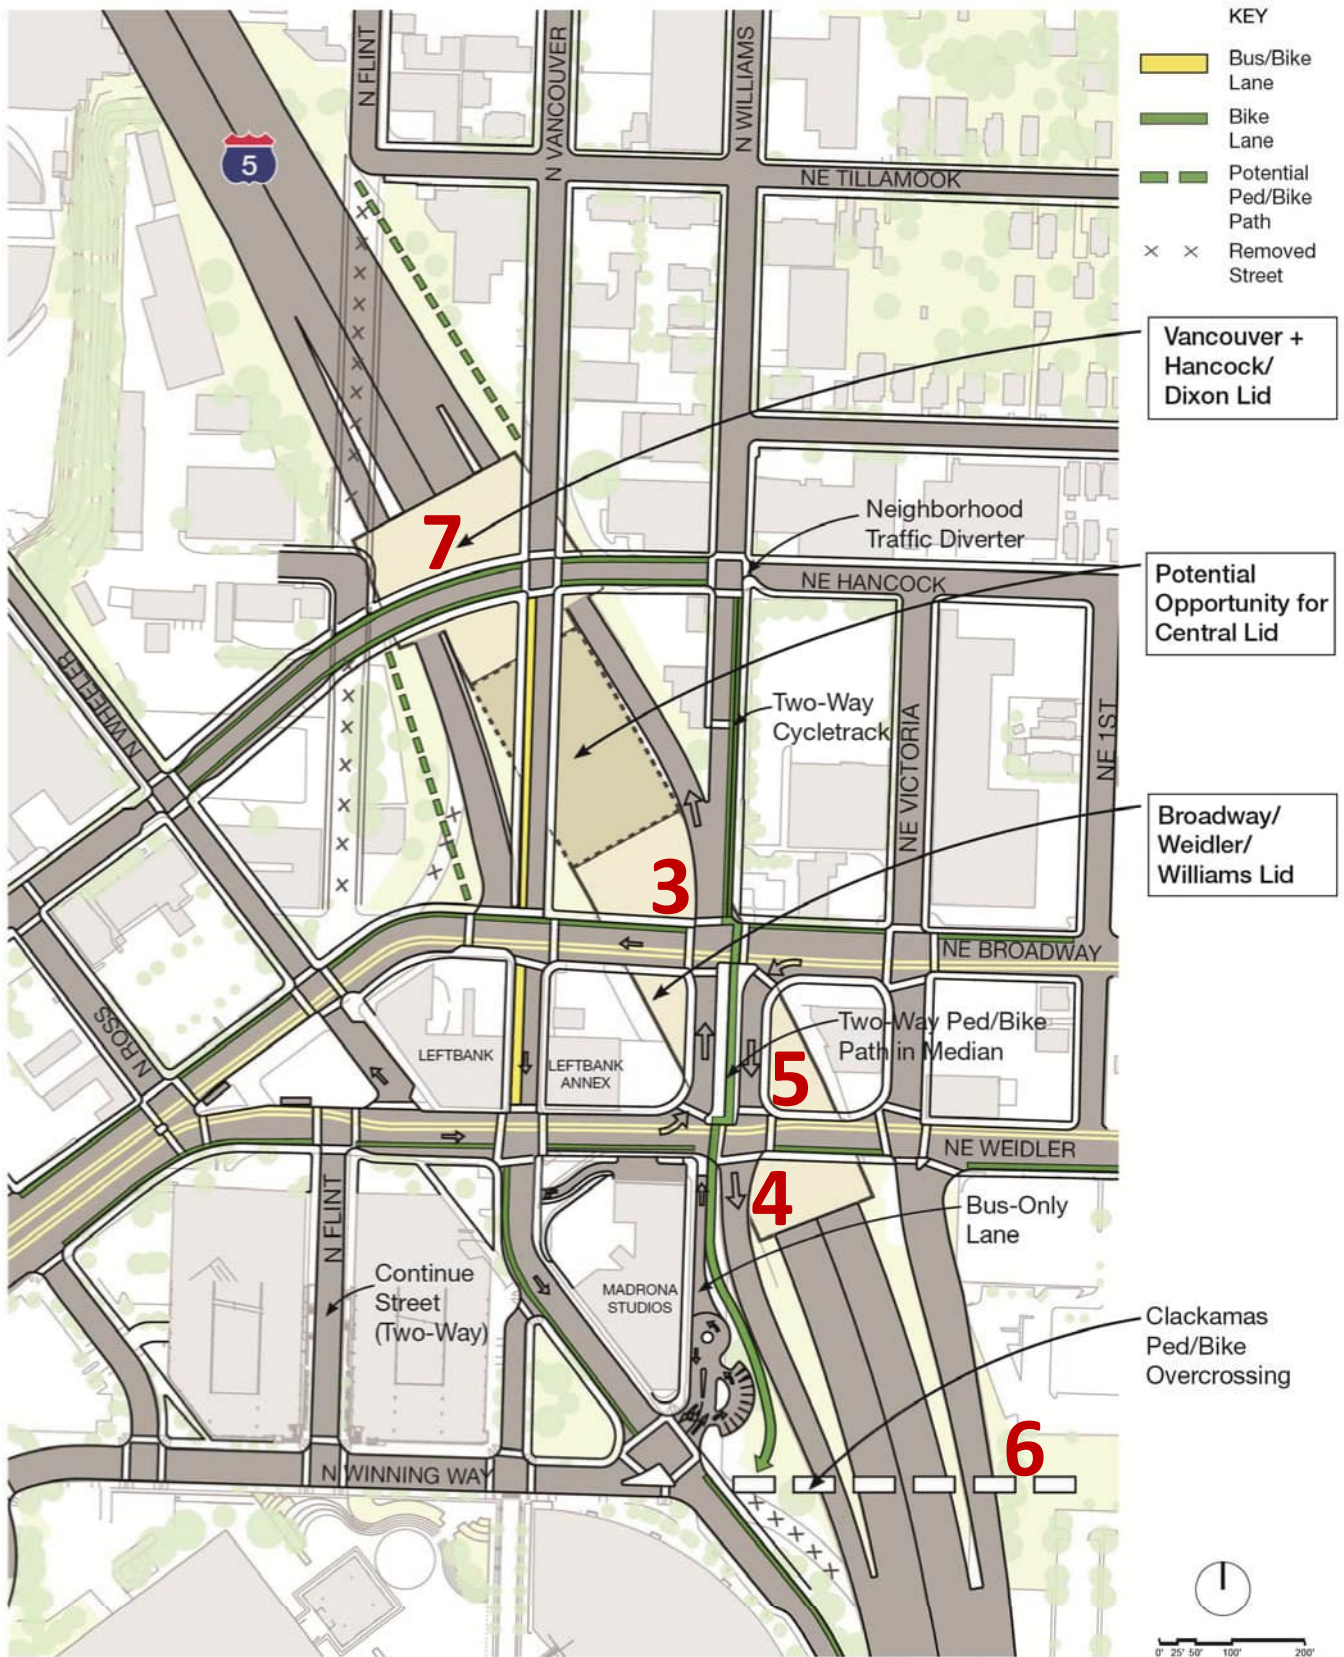 KEY
Bus/Bike
Lane
Bike
Lane
Potential
Ped/Bike
Path
Removed
Street
N FLINT
N VANCOUVER
N WILLIAMS
5
NE TILLAMOOK
Vancouver +
Hancock/
Dixon Lid
7
Neighborhood
Traffic Diverter
NE HANCOCK
Potential
Opportunity for
Central Lid
N WHEELER
Two-Way
Cycletrack
NE VICTORIA
NE 1ST
Broadway/
Weidler/
Williams Lid
3
NE BROADWAY
N ROSS
LEFTBANK
LEFTBANK
ANNEX
Two-Way Ped/Bike
Path in Median
5
NE WEIDLER
4
N FLINT
Bus-Only
Lane
Continue
Street
(Two-Way)
MADRONA
STUDIOS
Clackamas
Ped/Bike
Overcrossing
6
N WINNING WAY
0' 25' 50' 100' 200'